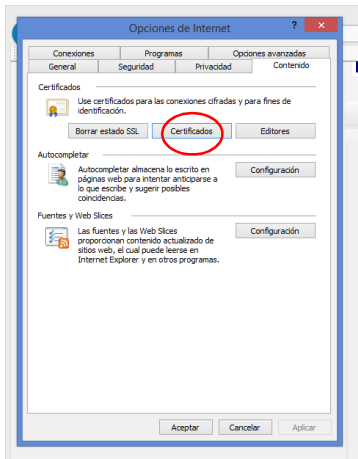 Opciones de Internet
?
Conexiones Programas Opciones avanzadas
General Seguridad Privacidad Contenido
Certificados
Use certificados para las conexiones cifradas y para fines de
identificación.
Borrar estado SSL Certificados Editores
Autocompletar
Autocompletar almacena lo escrito en
páginas web para intentar anticiparse a
lo que escribe y sugerir posibles
coincidencias.
Configuración
Fuentes y Web Slices
Las fuentes y las Web Slices
proporcionan contenido actualizado de
sitios web, el cual puede leerse en
Internet Explorer y en otros programas.
Configuración
Aceptar Cancelar Aplicar